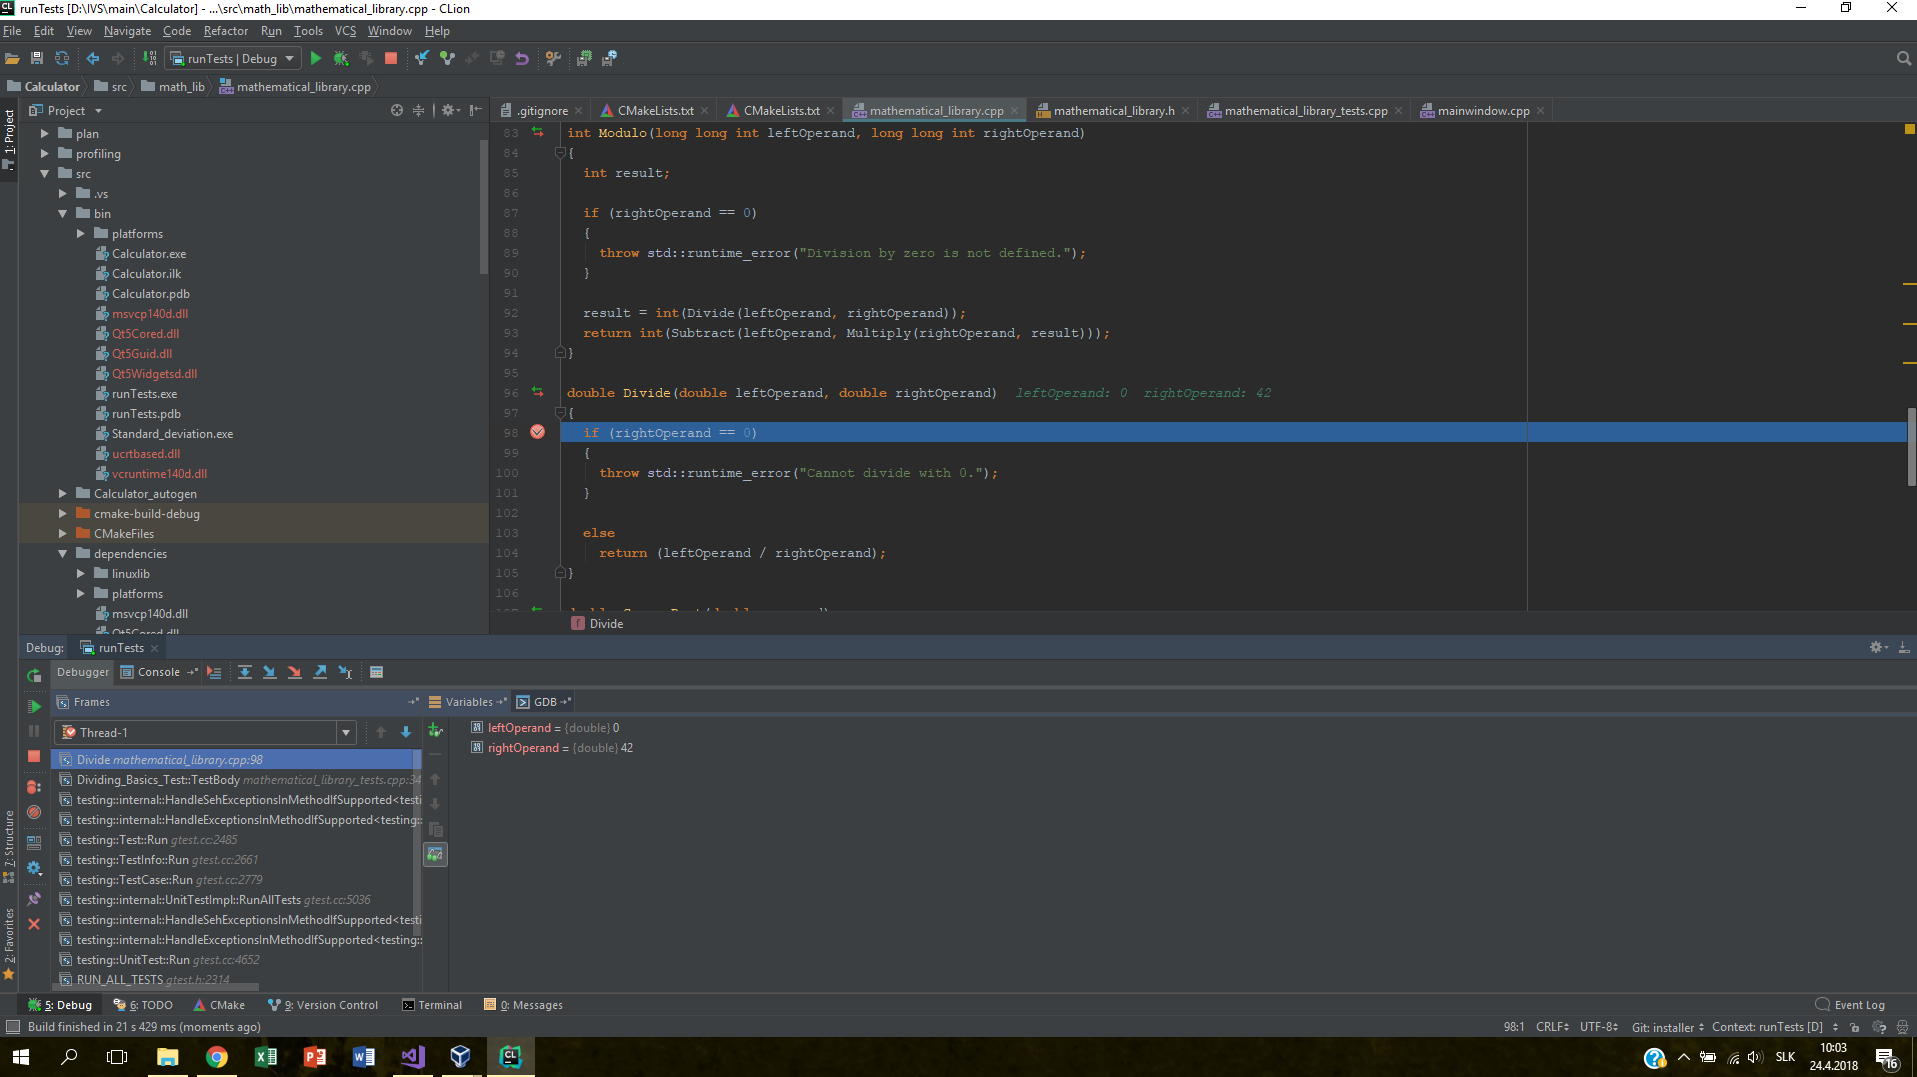 runTests [D:\IVS\main\Calculator] - ...\src\math_lib\mathematical_library.cpp - CLion
File Edit View Navigate Code Refactor Run Tools VCS Window Help
runTests | Debug
Calculator src math_lib mathematical_library.cpp
1: Project
Project
plan
profiling
src
.vs
bin
platforms
Calculator.exe
Calculator.ilk
Calculator.pdb
msvcp140d.dll
Qt5Cored.dll
Qt5Guid.dll
Qt5Widgetsd.dll
runTests.exe
runTests.pdb
Standard_deviation.exe
ucrtbased.dll
vcruntime140d.dll
Calculator_autogen
cmake-build-debug
CMakeFiles
dependencies
linuxlib
platforms
msvcp140d.dll
Qt5Cored.dll
.gitignore CMakeLists.txt CMakeLists.txt mathematical_library.cpp mathematical_library.h mathematical_library_tests.cpp mainwindow.cpp
83 int Modulo(long long int leftOperand, long long int rightOperand)
84 {
85 int result;
86
87 if (rightOperand == 0)
88 {
89 throw std::runtime_error("Division by zero is not defined.");
90 }
91
92 result = int(Divide(leftOperand, rightOperand));
93 return int(Subtract(leftOperand, Multiply(rightOperand, result)));
94 }
95
96 double Divide(double leftOperand, double rightOperand) leftOperand: 0 rightOperand: 42
97 {
98 if (rightOperand == 0)
99 {
100 throw std::runtime_error("Cannot divide with 0.");
101 }
102
103 else
104 return (leftOperand / rightOperand);
105 }
106
f Divide
Debug: runTests
Debugger Console
Frames
Variables GDB
Thread-1
leftOperand = {double} 0
rightOperand = {double} 42
Divide mathematical_library.cpp:98
Dividing_Basics_Test::TestBody mathematical_library_tests.cpp:34
testing::internal::HandleSehExceptionsInMethodIfSupported<testi
testing::internal::HandleExceptionsInMethodIfSupported<testing::
testing::Test::Run gtest.cc:2485
testing::TestInfo::Run gtest.cc:2661
testing::TestCase::Run gtest.cc:2779
testing::internal::UnitTestImpl::RunAllTests gtest.cc:5036
testing::internal::HandleSehExceptionsInMethodIfSupported<testi
testing::internal::HandleExceptionsInMethodIfSupported<testing::
testing::UnitTest::Run gtest.cc:4652
RUN_ALL_TESTS gtest.h:2314
7: Structure
2: Favorites
5: Debug 6: TODO CMake 9: Version Control Terminal 0: Messages Event Log
Build finished in 21 s 429 ms (moments ago) 98:1 CRLF UTF-8 Git: installer Context: runTests [D]
SLK 10:03
24.4.2018
16